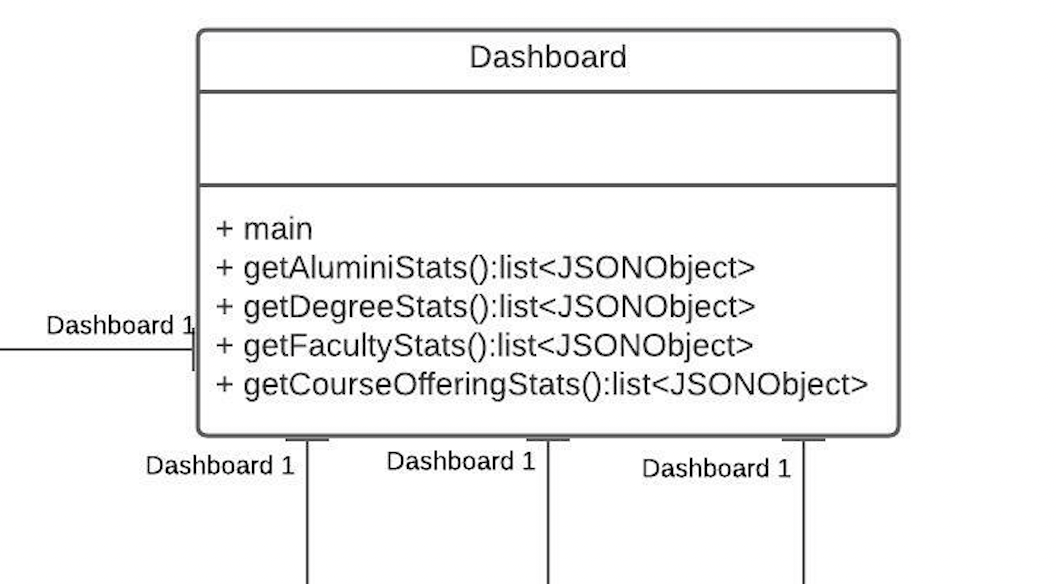 Dashboard
+ main
+ getAluminiStats():list<JSONObject>
+ getDegreeStats():list<JSONObject>
Dashboard 1
+ getFacultyStats():list<JSONObject>
+ getCourseOfferingStats():list<JSONObject>
Dashboard 1
Dashboard 1
Dashboard 1